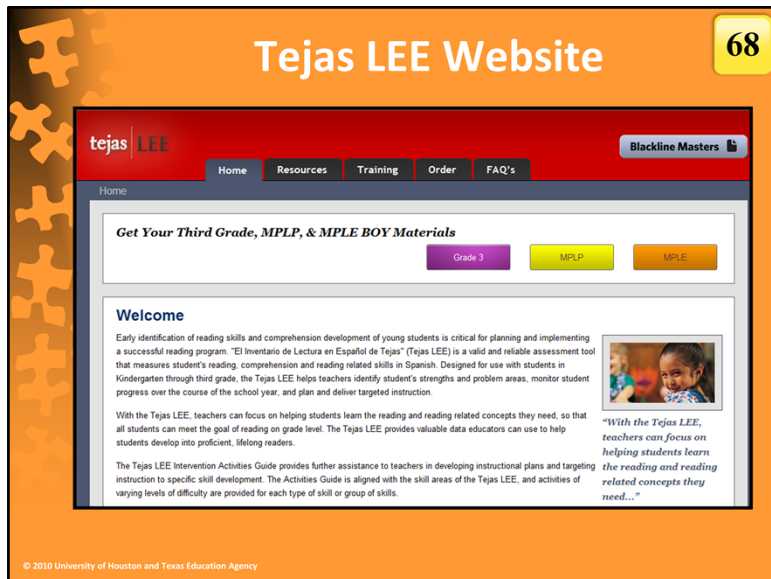 Tejas LEE Website
68
tejas LEE
Blackline Masters
Home Resources Training Order FAQ's
Home
Get Your Third Grade, MPLP, & MPLE BOY Materials
Grade 3 MPLP MPLE
Welcome
Early identification of reading skills and comprehension development of young students is critical for planning and implementing
a successful reading program. "El Inventario de Lectura en Español de Tejas" (Tejas LEE) is a valid and reliable assessment tool
that measures student's reading, comprehension and reading related skills in Spanish. Designed for use with students in
Kindergarten through third grade, the Tejas LEE helps teachers identify student's strengths and problem areas, monitor student
progress over the course of the school year, and plan and deliver targeted instruction.
With the Tejas LEE, teachers can focus on helping students learn the reading and reading related concepts they need, so that
all students can meet the goal of reading on grade level. The Tejas LEE provides valuable data educators can use to help
students develop into proficient, lifelong readers.
The Tejas LEE Intervention Activities Guide provides further assistance to teachers in developing instructional plans and targeting
instruction to specific skill development. The Activities Guide is aligned with the skill areas of the Tejas LEE, and activities of
varying levels of difficulty are provided for each type of skill or group of skills.
"With the Tejas LEE,
teachers can focus on
helping students learn
the reading and reading
related concepts they
need..."
© 2010 University of Houston and Texas Education Agency